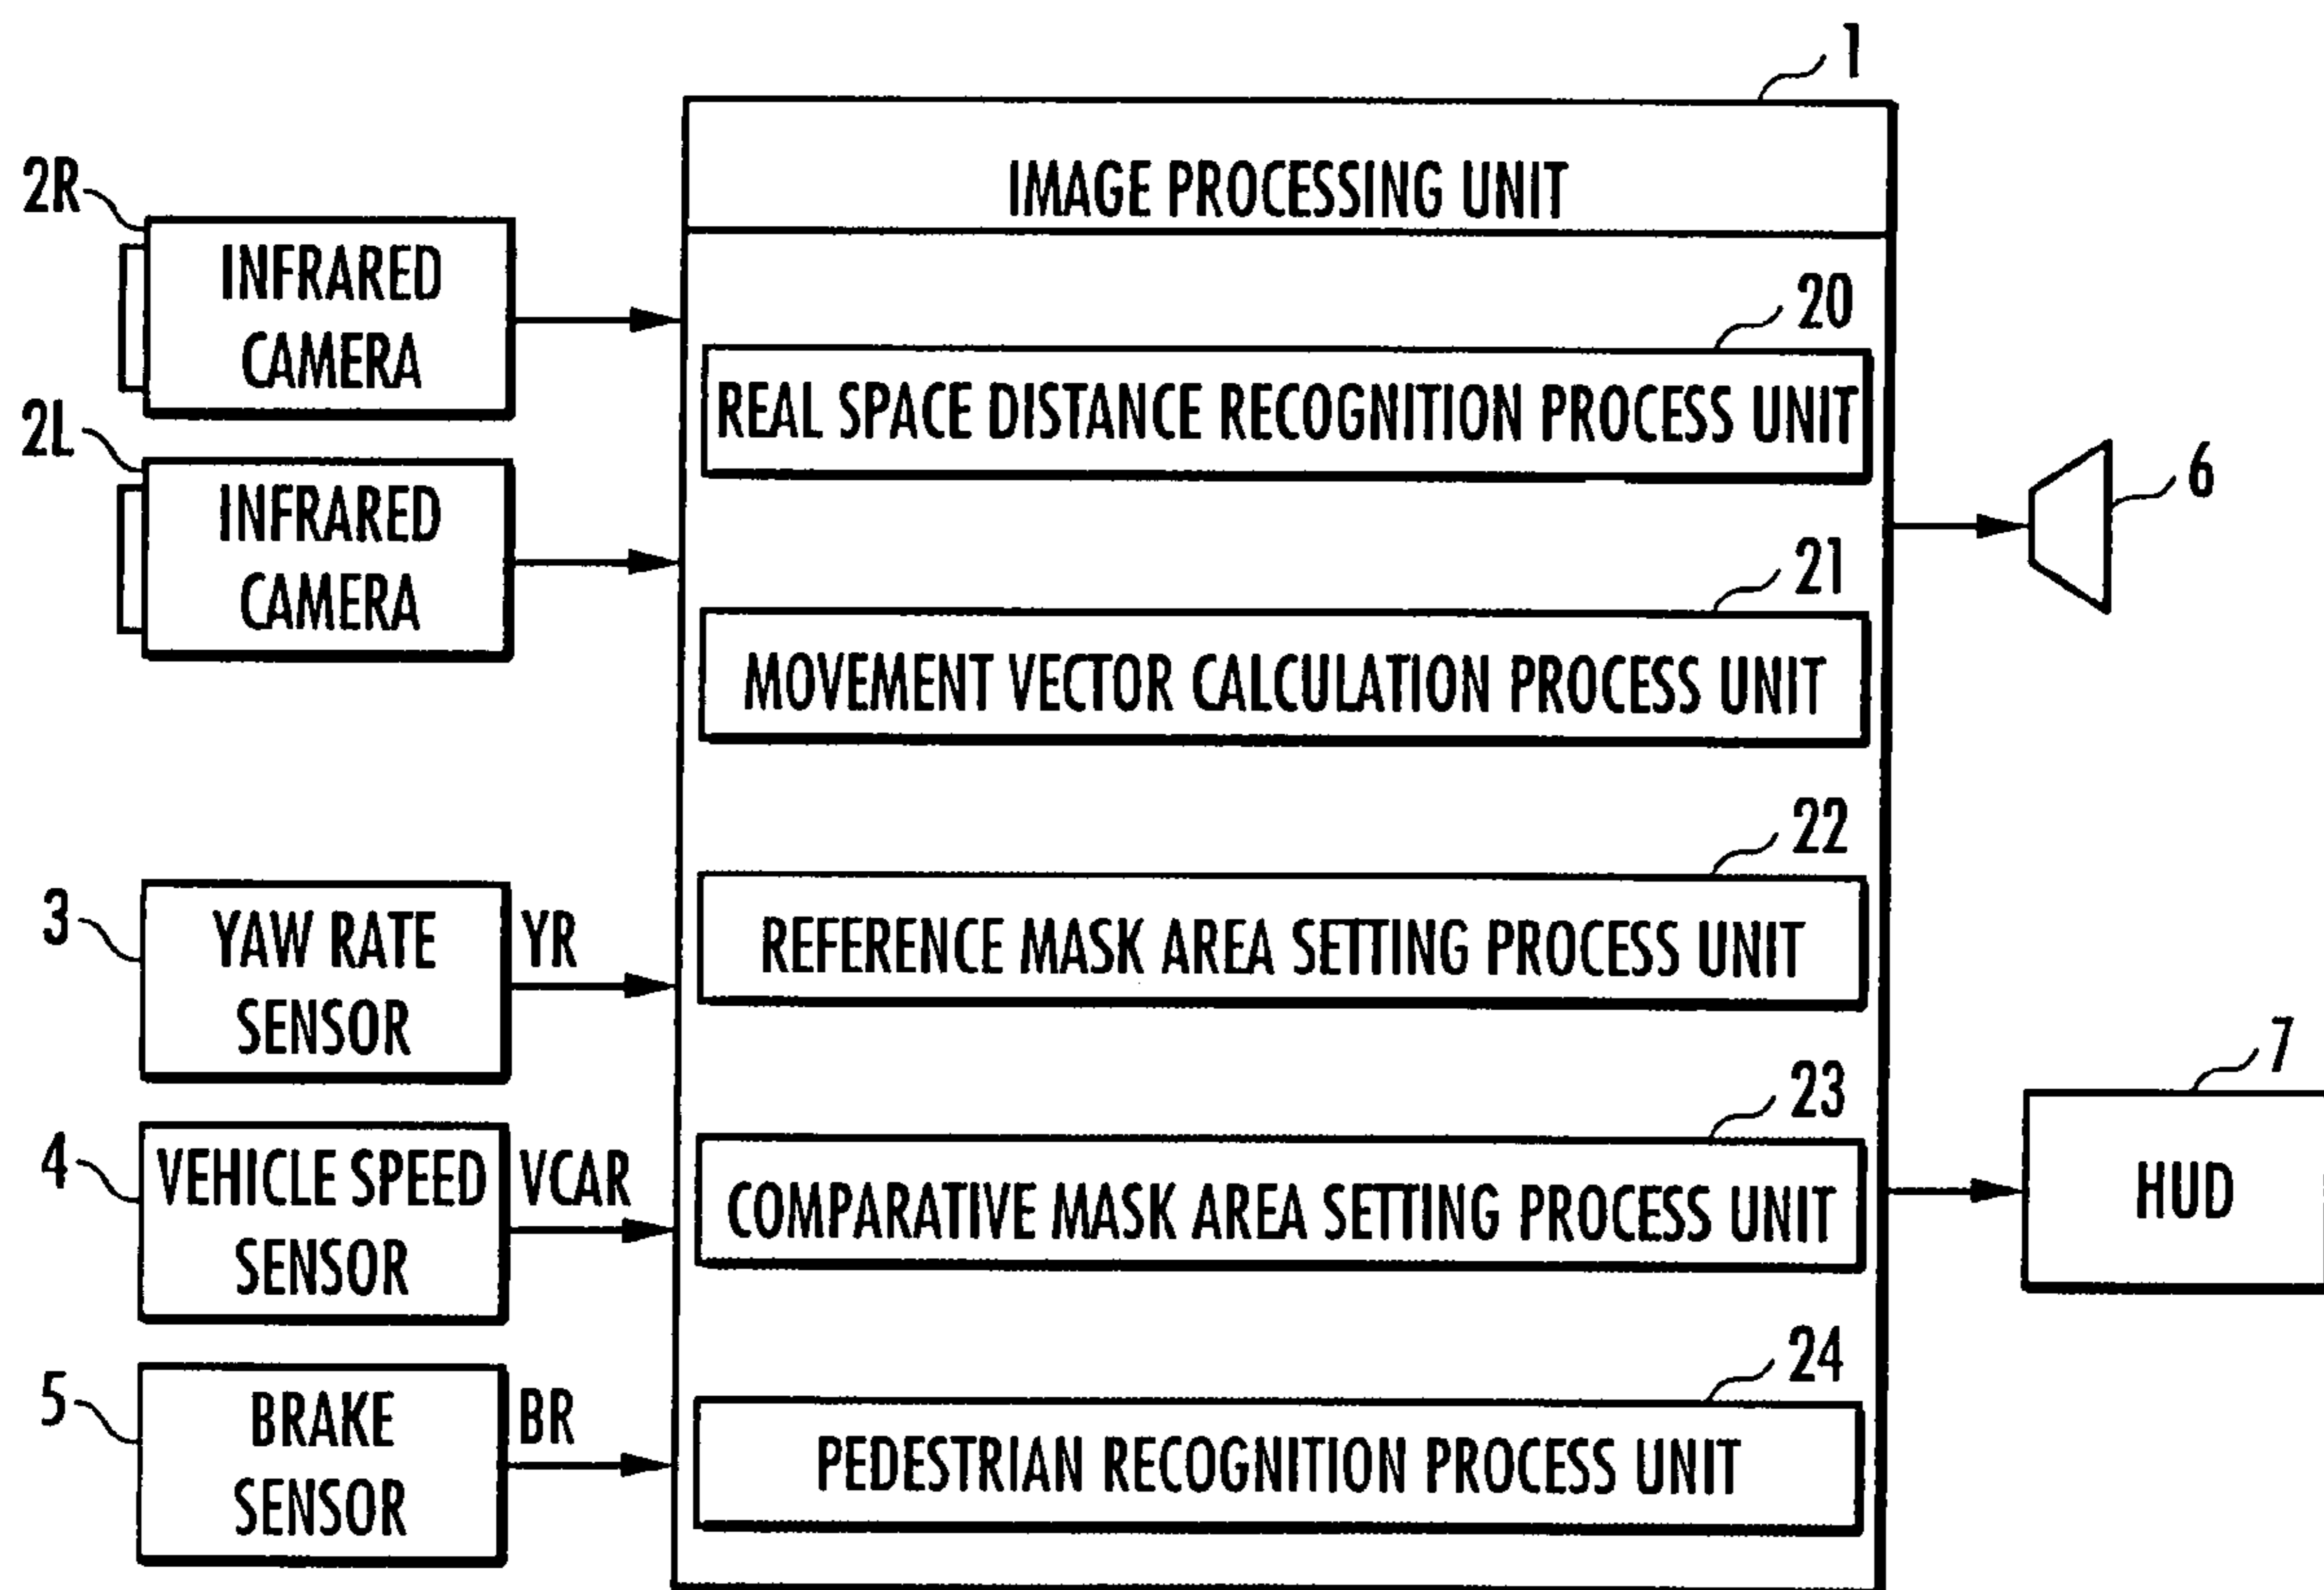 1
IMAGE PROCESSING UNIT
2R
INFRARED
CAMERA
20
REAL SPACE DISTANCE RECOGNITION PROCESS UNIT
2L
INFRARED
CAMERA
6
21
MOVEMENT VECTOR CALCULATION PROCESS UNIT
22
3
YAW RATE
SENSOR
YR
REFERENCE MASK AREA SETTING PROCESS UNIT
7
23
4
VEHICLE SPEED
SENSOR
VCAR
COMPARATIVE MASK AREA SETTING PROCESS UNIT
HUD
24
5
BRAKE
SENSOR
BR
PEDESTRIAN RECOGNITION PROCESS UNIT